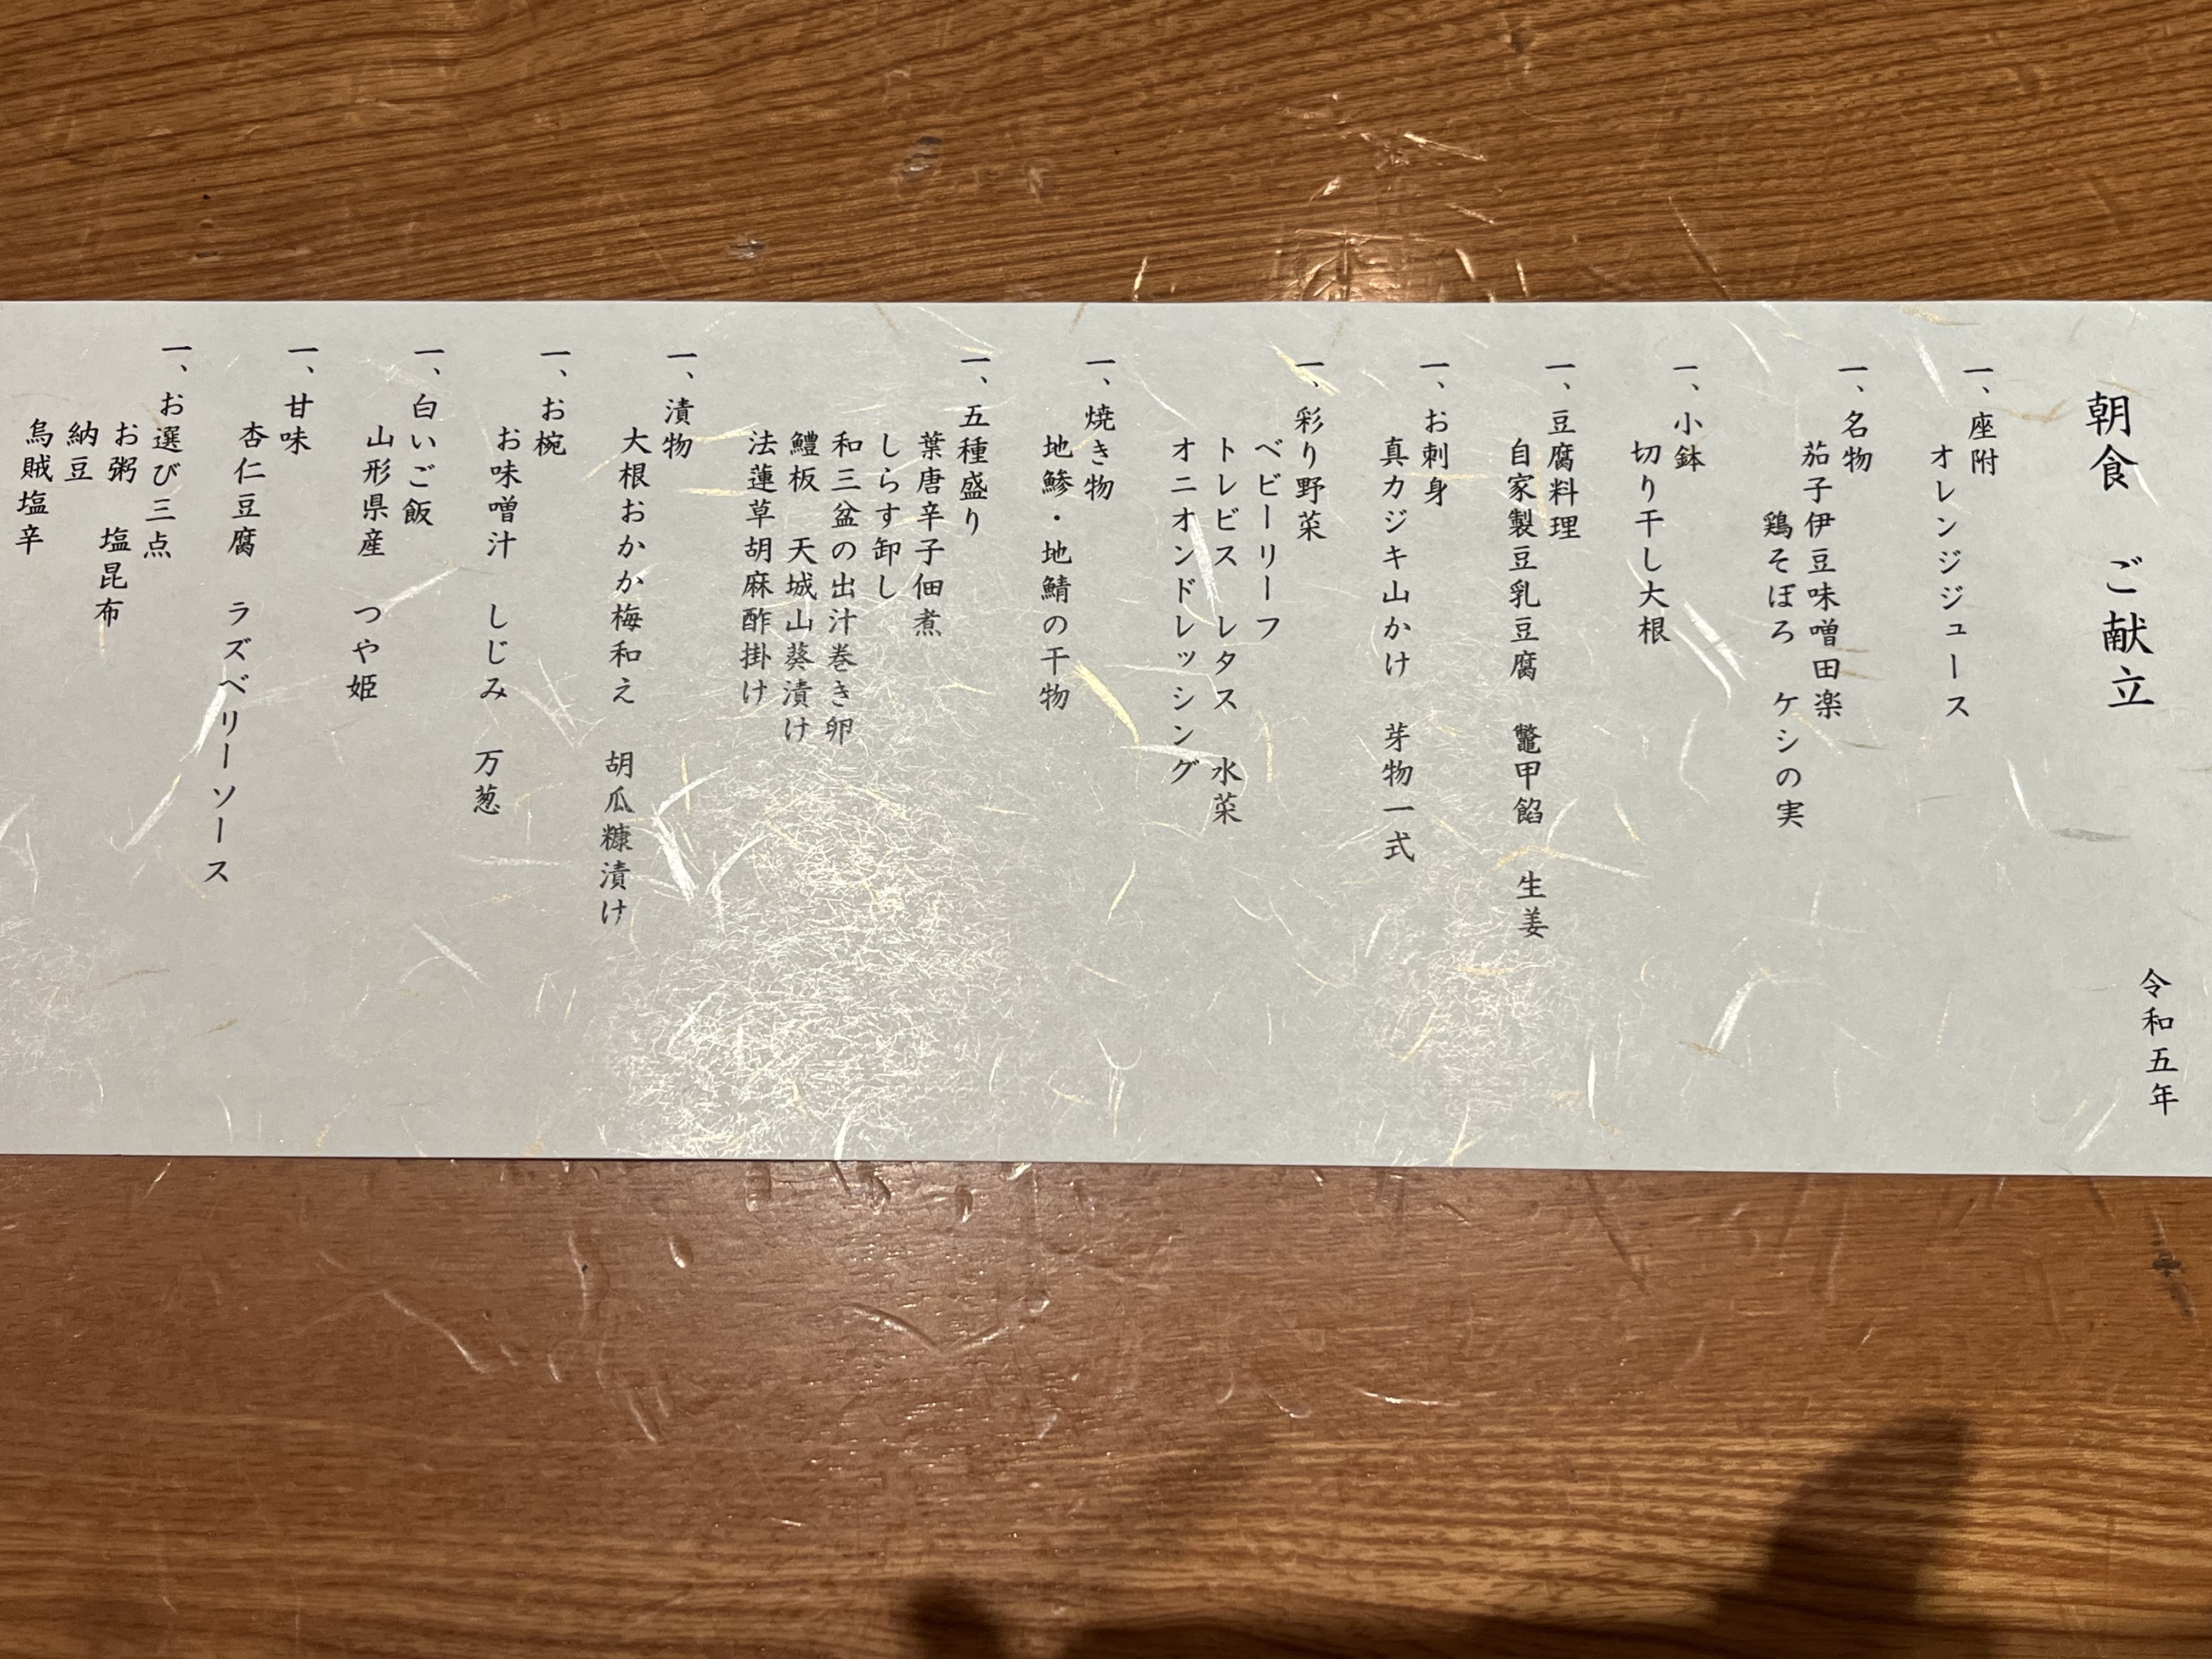 令和五年
朝食　ご献立
一、座附
オレンジジュース
一、名物
茄子伊豆味噌田楽
鶏そぼろ　ケシの実
一、小鉢
切り干し大根
一、豆腐料理
自家製豆乳豆腐　鼈甲餡　生姜
一、お刺身
真カジキ山かけ　芽物一式
一、彩り野菜
ベビーリーフ
トレビス　レタス　水菜
オニオンドレッシング
一、焼き物
地鯵・地鯖の干物
一、五種盛り
葉唐辛子佃煮
しらす卸し
和三盆の出汁巻き卵
鱧板　天城山葵漬け
法蓮草胡麻酢掛け
一、漬物
大根おかか梅和え　胡瓜糠漬け
一、お椀
お味噌汁　しじみ　万葱
一、白いご飯
山形県産　つや姫
一、甘味
杏仁豆腐　ラズベリーソース
一、お選び三点
お粥　塩昆布
納豆
烏賊塩辛